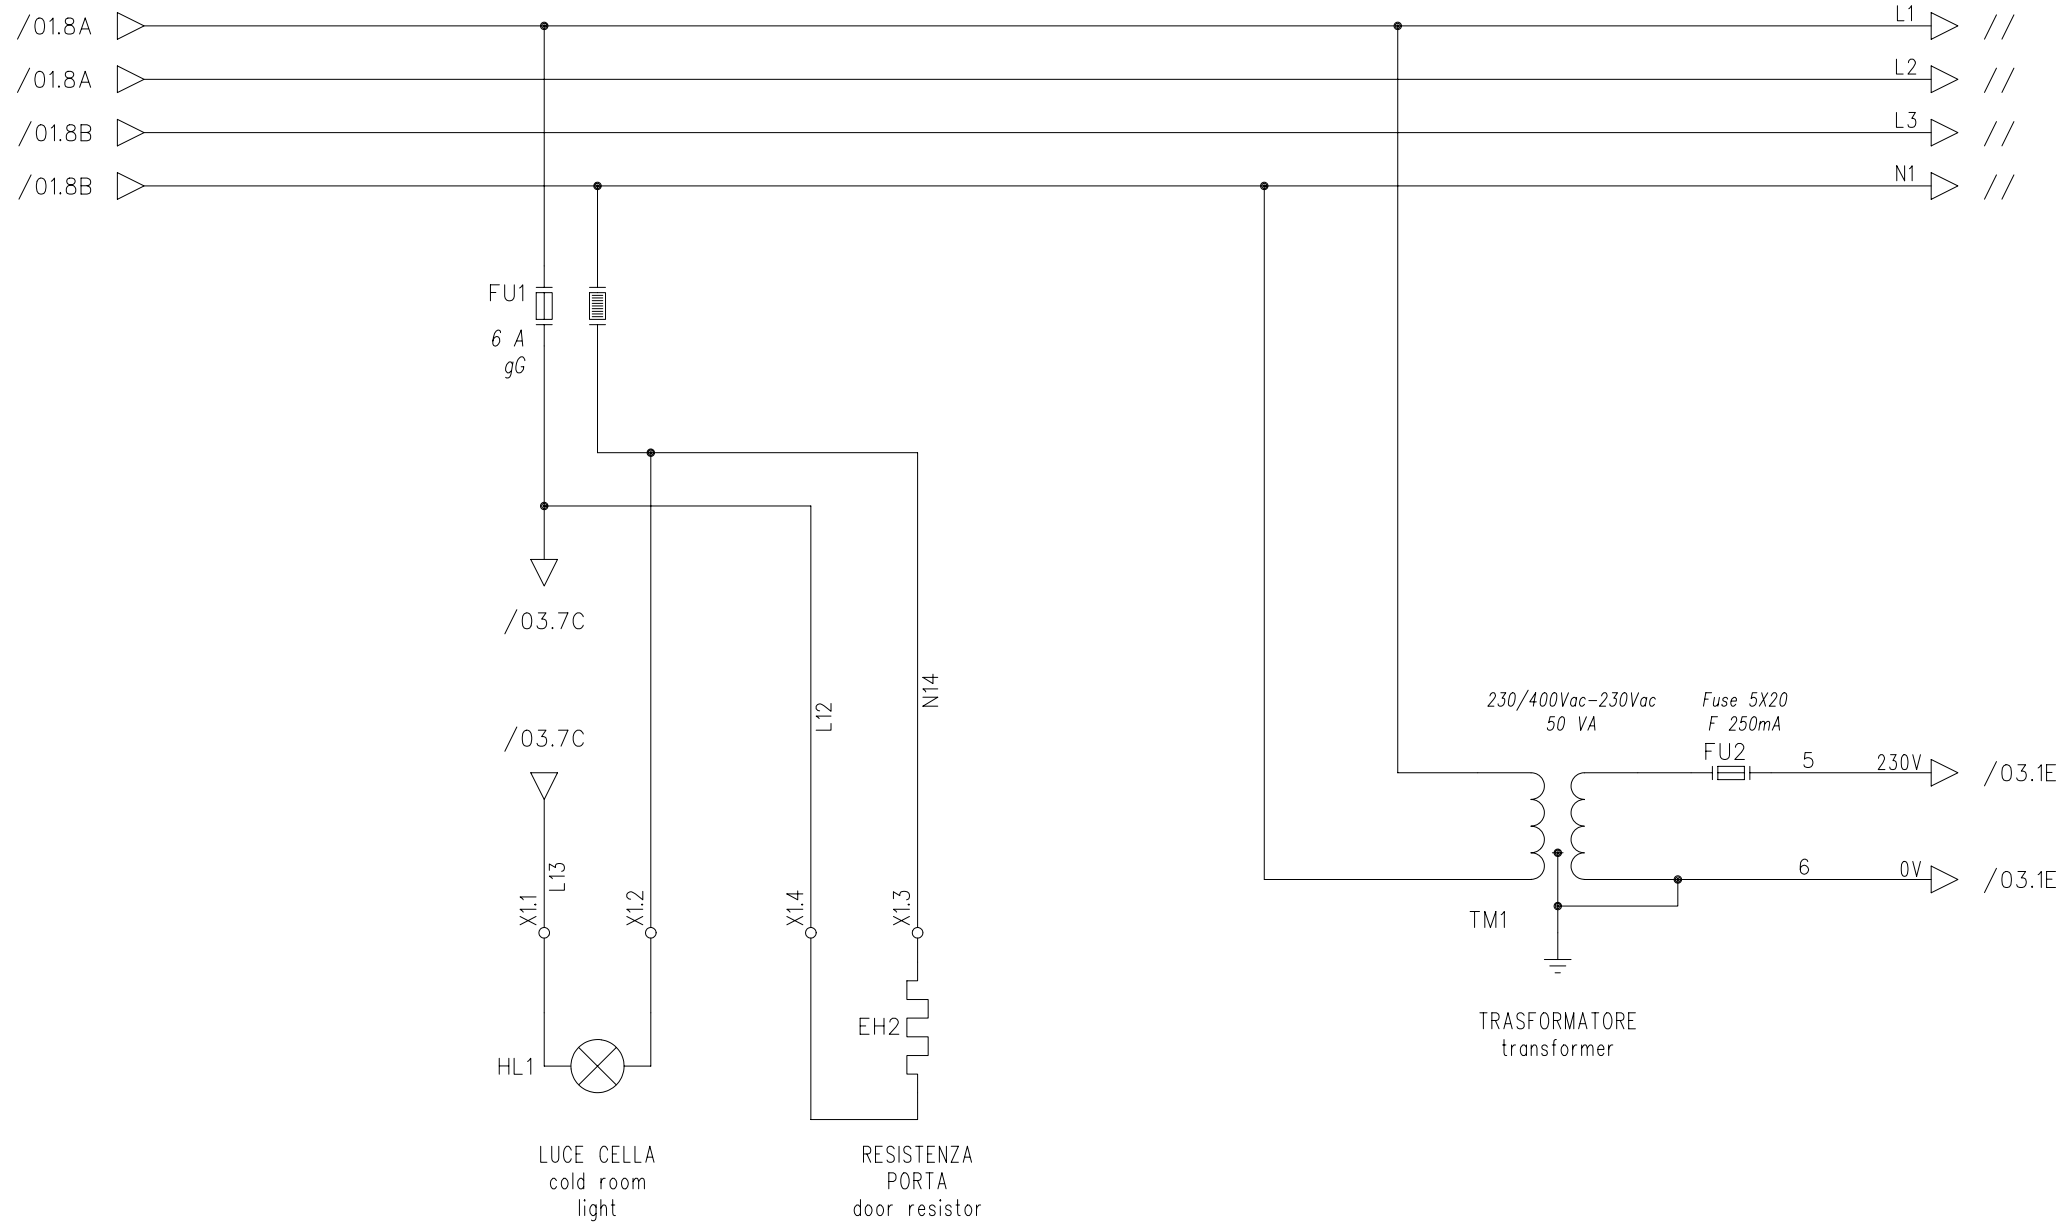 /01.8A
L1
//
/01.8A
L2
//
/01.8B
L3
//
/01.8B
N1
//
FU1
6 A
gG
/03.7C
/03.7C
L13
X1.1
X1.2
L12
X1.4
N14
X1.3
HL1
EH2
LUCE CELLA
cold room
light
RESISTENZA
PORTA
door resistor
230/400Vac-230Vac
50 VA
Fuse 5X20
F 250mA
FU2
5
230V
/03.1E
6
0V
/03.1E
TM1
TRASFORMATORE
transformer